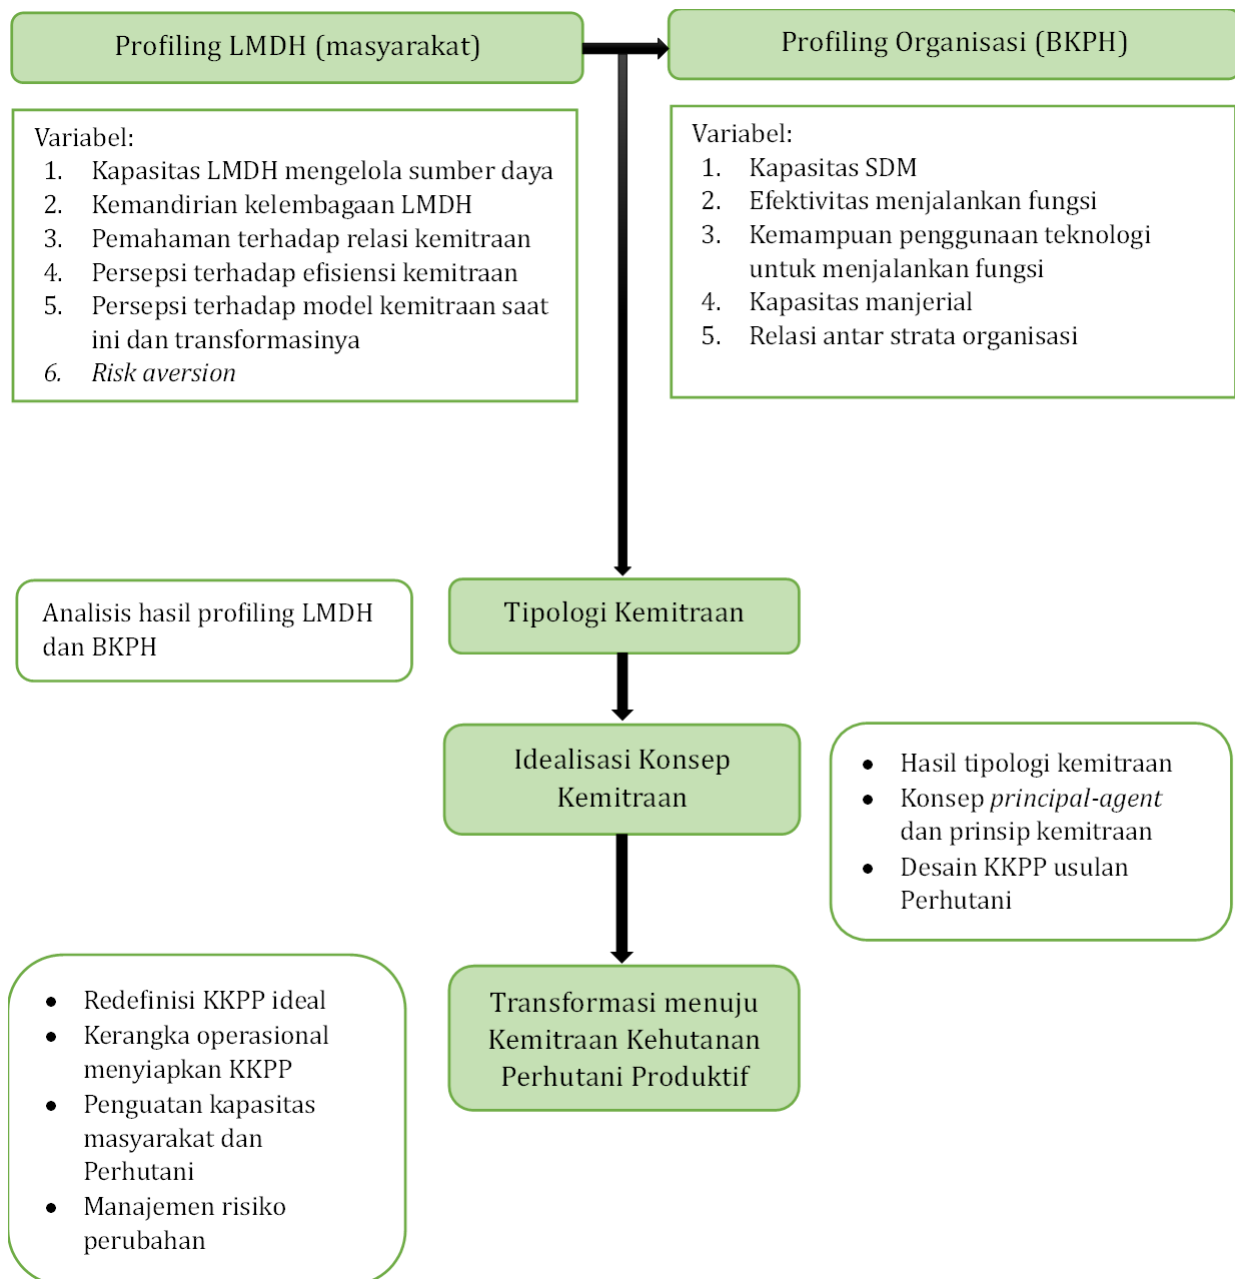 Profiling LMDH (masyarakat)
Profiling Organisasi (BKPH)
Variabel:
1. Kapasitas LMDH mengelola sumber daya
2. Kemandirian kelembagaan LMDH
3. Pemahaman terhadap relasi kemitraan
4. Persepsi terhadap efisiensi kemitraan
5. Persepsi terhadap model kemitraan saat
ini dan transformasinya
6. Risk aversion
Variabel:
1. Kapasitas SDM
2. Efektivitas menjalankan fungsi
3. Kemampuan penggunaan teknologi
untuk menjalankan fungsi
4. Kapasitas manjerial
5. Relasi antar strata organisasi
Analisis hasil profiling LMDH
dan BKPH
Tipologi Kemitraan
Idealisasi Konsep
Kemitraan
• Hasil tipologi kemitraan
• Konsep principal-agent
dan prinsip kemitraan
• Desain KKPP usulan
Perhutani
• Redefinisi KKPP ideal
• Kerangka operasional
menyiapkan KKPP
• Penguatan kapasitas
masyarakat dan
Perhutani
• Manajemen risiko
perubahan
Transformasi menuju
Kemitraan Kehutanan
Perhutani Produktif